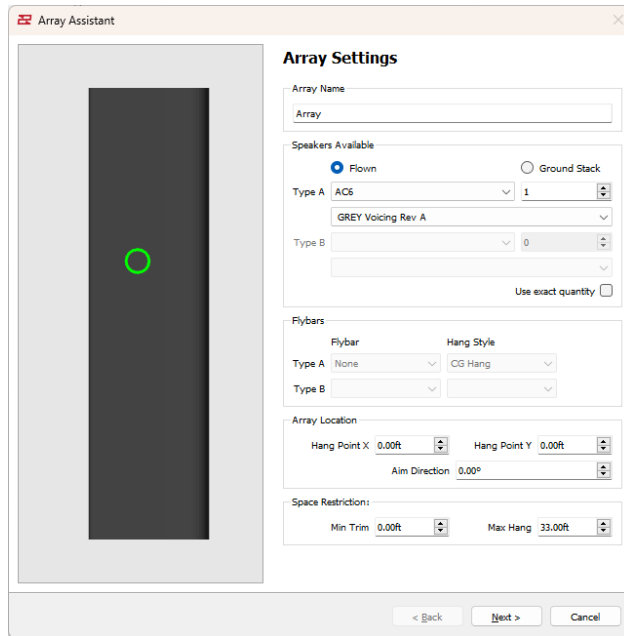 Array Assistant
Array Settings
Array Name
Array
Speakers Available
Flown Ground Stack
Type A AC6 1
GREY Voicing Rev A
Type B 0
Use exact quantity
Flybars
Flybar Hang Style
Type A None CG Hang
Type B
Array Location
Hang Point X 0.00ft Hang Point Y 0.00ft
Aim Direction 0.00º
Space Restriction:
Min Trim 0.00ft Max Hang 33.00ft
< Back Next > Cancel